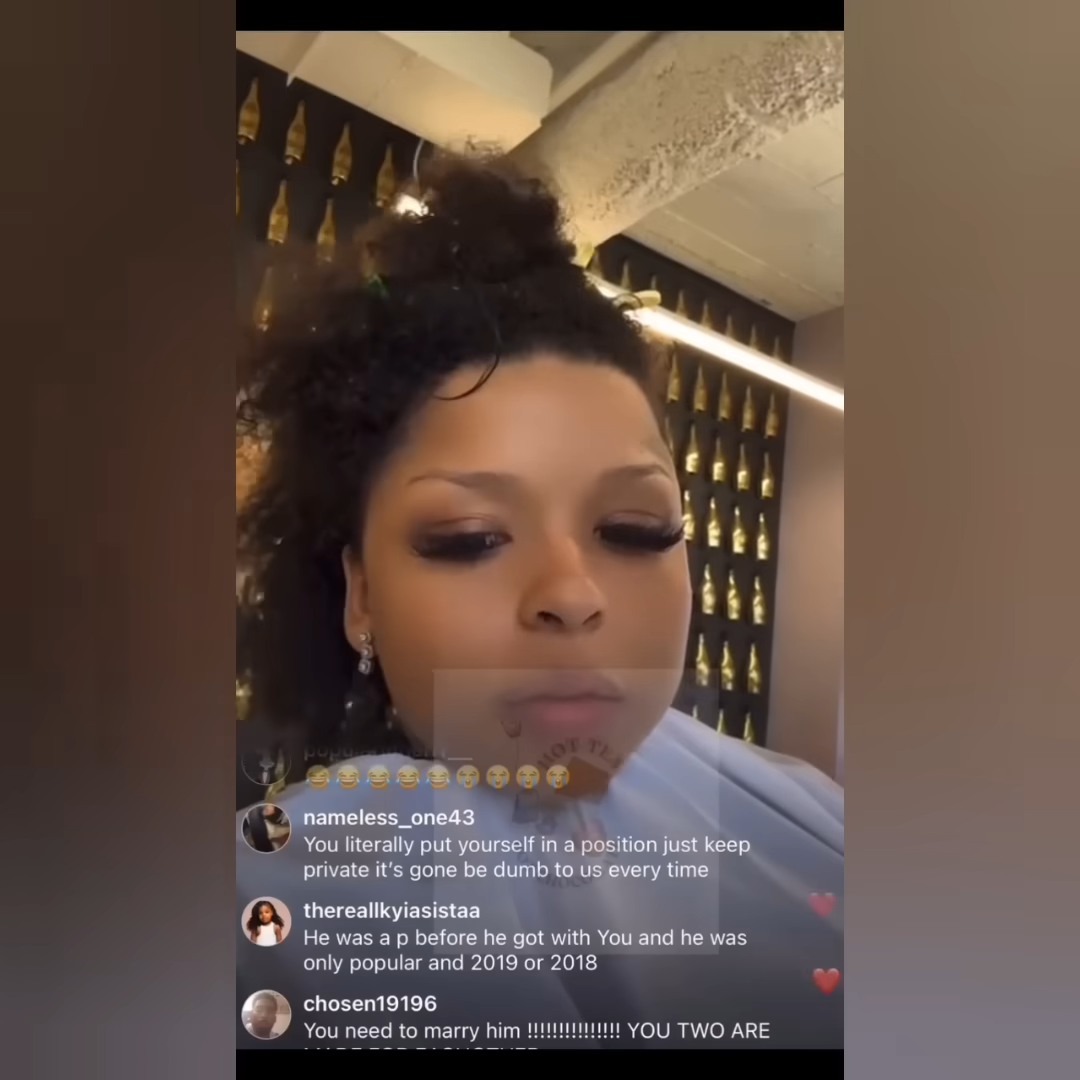 😂😂😂😂😂😭😭😭😭
nameless_one43
You literally put yourself in a position just keep
private it’s gone be dumb to us every time
thereallkyiasistaa
He was a p before he got with You and he was
only popular and 2019 or 2018
chosen19196
You need to marry him !!!!!!!!!!!!!!! YOU TWO ARE
HOT TE